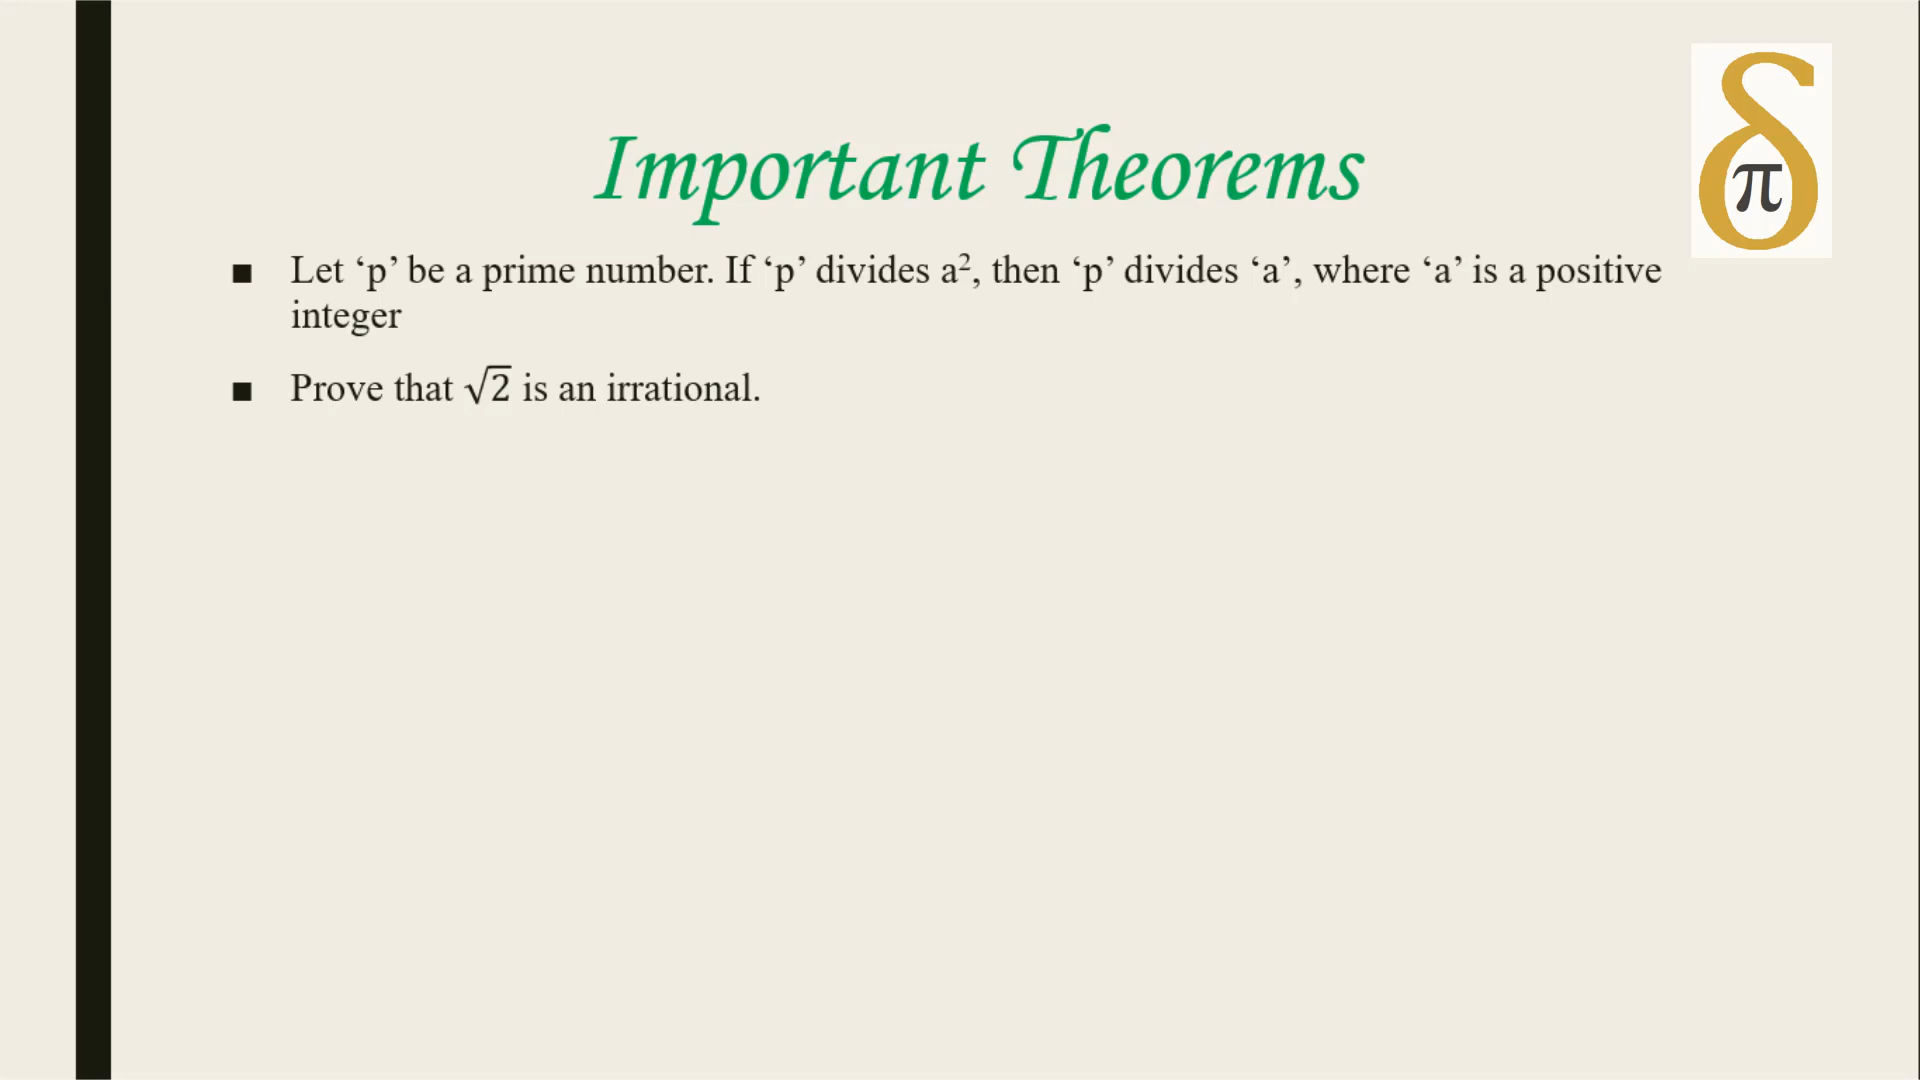 Important Theorems
δ
π
▪ Let ‘p’ be a prime number. If ‘p’ divides a², then ‘p’ divides ‘a’, where ‘a’ is a positive
integer
▪ Prove that √2 is an irrational.